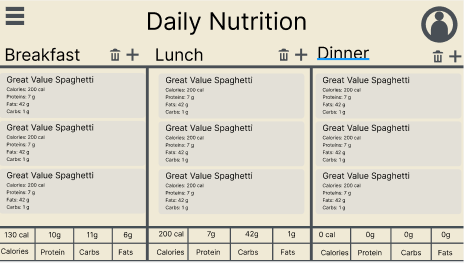 Daily Nutrition
Breakfast
Lunch
Dinner
Great Value Spaghetti
Calories: 200 cal
Proteins: 7 g
Fats: 42 g
Carbs: 1 g
Great Value Spaghetti
Calories: 200 cal
Proteins: 7 g
Fats: 42 g
Carbs: 1 g
Great Value Spaghetti
Calories: 200 cal
Proteins: 7 g
Fats: 42 g
Carbs: 1 g
Great Value Spaghetti
Calories: 200 cal
Proteins: 7 g
Fats: 42 g
Carbs: 1 g
Great Value Spaghetti
Calories: 200 cal
Proteins: 7 g
Fats: 42 g
Carbs: 1 g
Great Value Spaghetti
Calories: 200 cal
Proteins: 7 g
Fats: 42 g
Carbs: 1 g
Great Value Spaghetti
Calories: 200 cal
Proteins: 7 g
Fats: 42 g
Carbs: 1 g
Great Value Spaghetti
Calories: 200 cal
Proteins: 7 g
Fats: 42 g
Carbs: 1 g
Great Value Spaghetti
Calories: 200 cal
Proteins: 7 g
Fats: 42 g
Carbs: 1 g
130 cal 10g 11g 6g 200 cal 7g 42g 1g 0 cal 0g 0g 0g
Calories Protein Carbs Fats Calories Protein Carbs Fats Calories Protein Carbs Fats